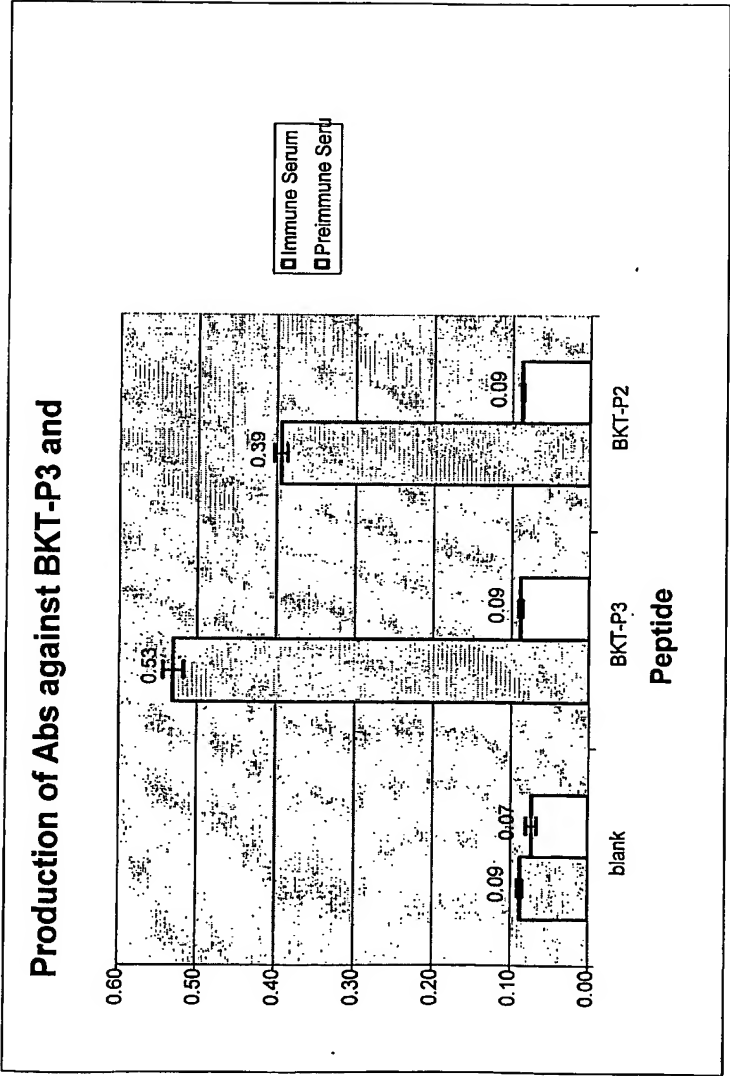 Production of Abs against BKT-P3 and
0.60
0.50
0.40
0.30
0.20
0.10
0.00
0.09
0.07
0.53
0.09
0.39
0.09
blank
BKT-P3
BKT-P2
Peptide
Immune Serum
Preimmune Seru